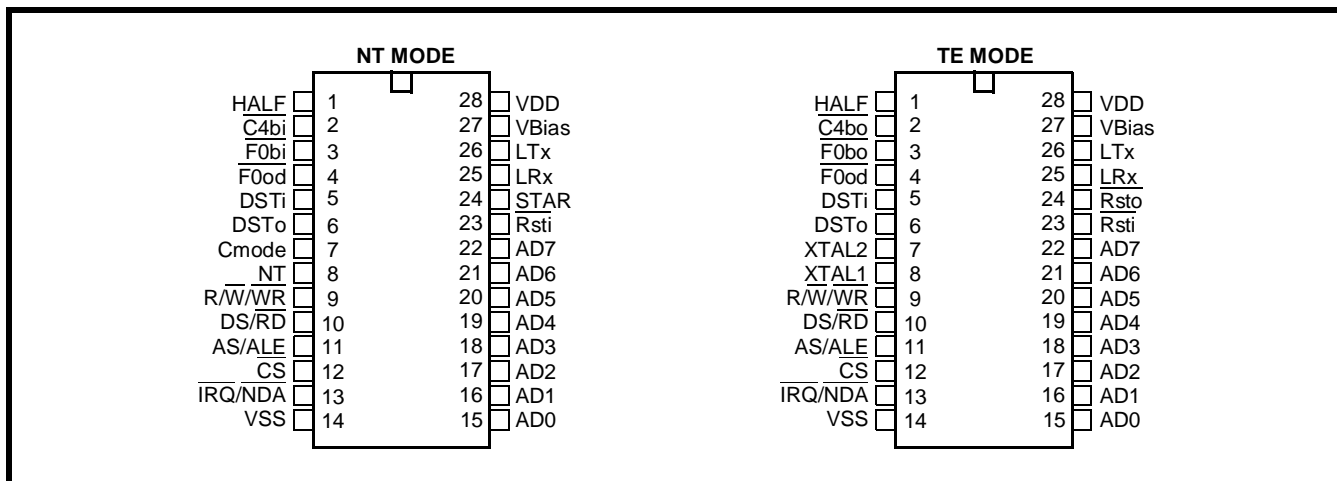 NT MODE
HALF 1 28 VDD
C4bi 2 27 VBias
F0bi 3 26 LTx
F0od 4 25 LRx
DSTi 5 24 STAR
DSTo 6 23 Rsti
Cmode 7 22 AD7
NT 8 21 AD6
R/W/WR 9 20 AD5
DS/RD 10 19 AD4
AS/ALE 11 18 AD3
CS 12 17 AD2
IRQ/NDA 13 16 AD1
VSS 14 15 AD0
TE MODE
HALF 1 28 VDD
C4bo 2 27 VBias
F0bo 3 26 LTx
F0od 4 25 LRx
DSTi 5 24 Rsto
DSTo 6 23 Rsti
XTAL2 7 22 AD7
XTAL1 8 21 AD6
R/W/WR 9 20 AD5
DS/RD 10 19 AD4
AS/ALE 11 18 AD3
CS 12 17 AD2
IRQ/NDA 13 16 AD1
VSS 14 15 AD0